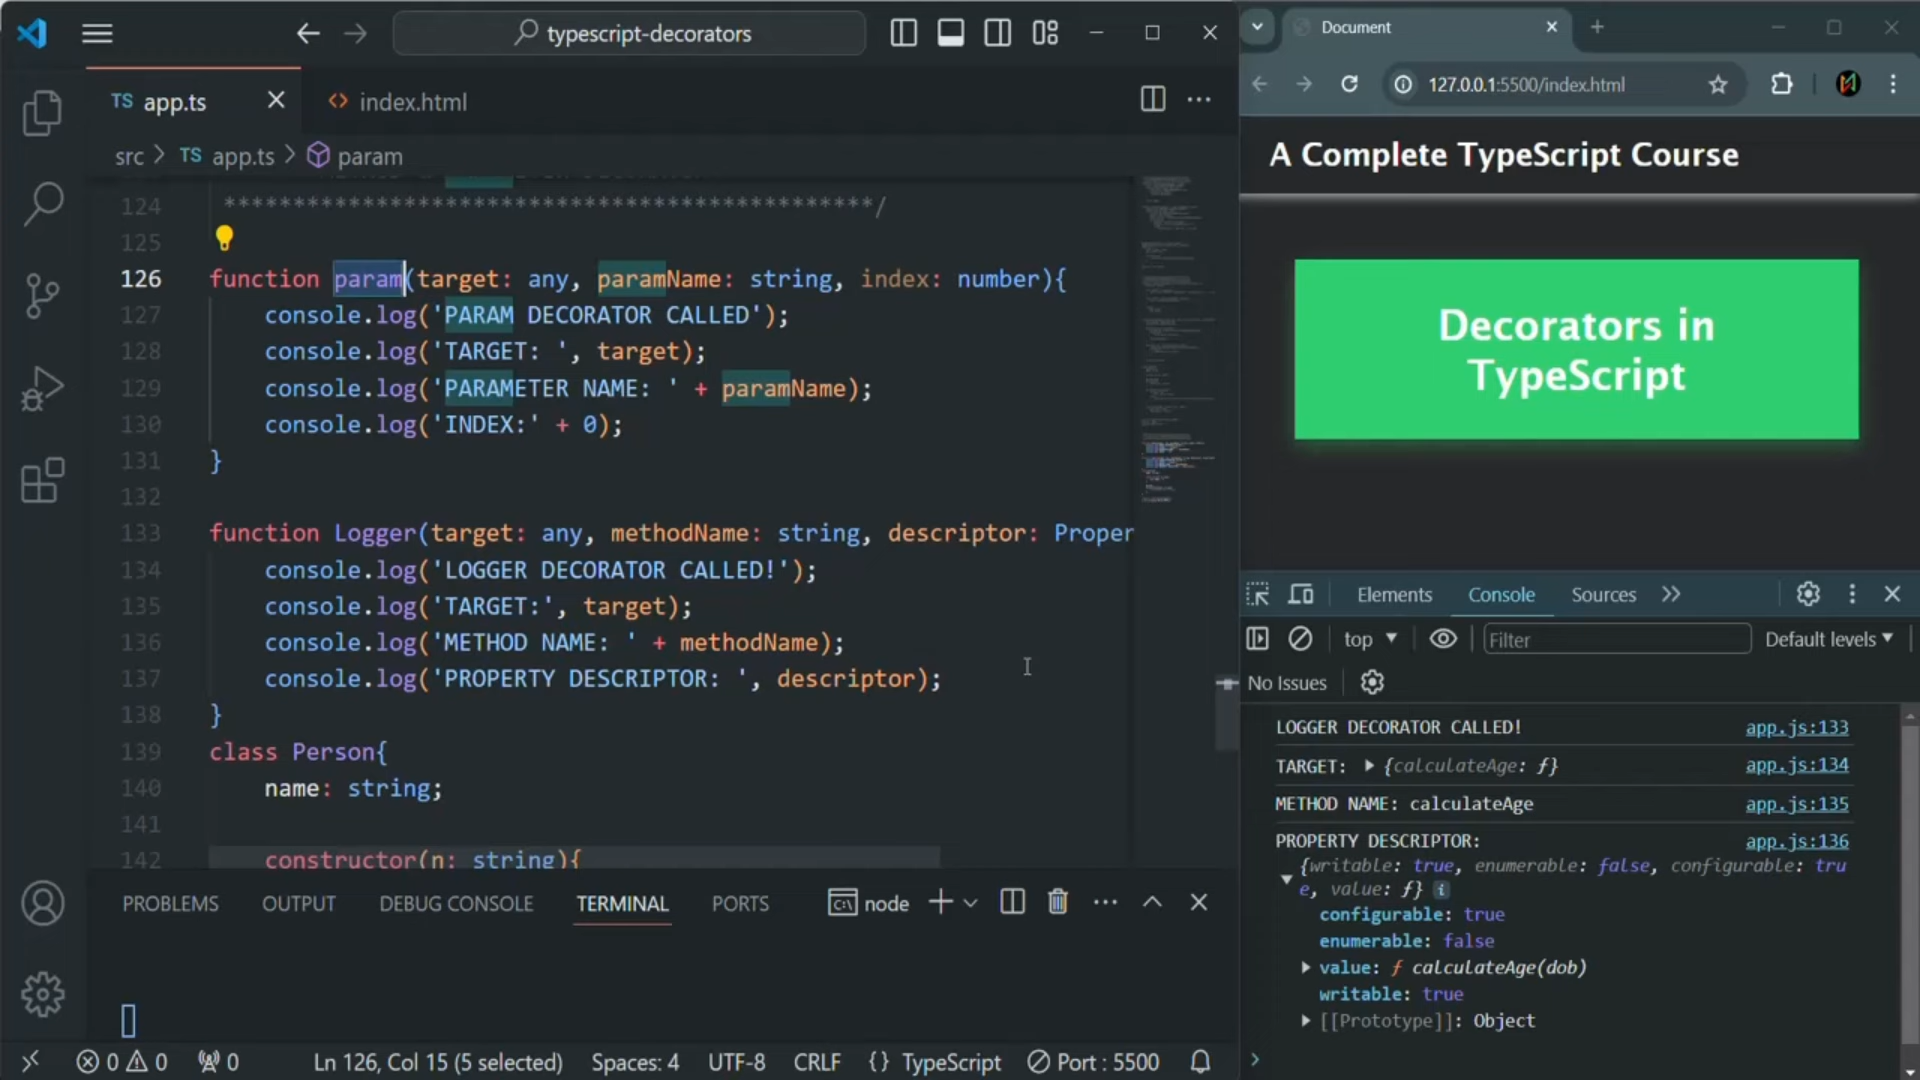 typescript-decorators
TS app.ts
<> index.html
src > TS app.ts > param
124 ***********************************************/
125
126 function param(target: any, paramName: string, index: number){
127 console.log('PARAM DECORATOR CALLED');
128 console.log('TARGET: ', target);
129 console.log('PARAMETER NAME: ' + paramName);
130 console.log('INDEX:' + 0);
131 }
132
133 function Logger(target: any, methodName: string, descriptor: Proper
134 console.log('LOGGER DECORATOR CALLED!');
135 console.log('TARGET:', target);
136 console.log('METHOD NAME: ' + methodName);
137 console.log('PROPERTY DESCRIPTOR: ', descriptor);
138 }
139 class Person{
140 name: string;
141
142 constructor(n: string){
PROBLEMS OUTPUT DEBUG CONSOLE TERMINAL PORTS node
0 0 0 Ln 126, Col 15 (5 selected) Spaces: 4 UTF-8 CRLF {} TypeScript Port : 5500
Document
127.0.0.1:5500/index.html
A Complete TypeScript Course
Decorators in
TypeScript
Elements Console Sources
top Filter Default levels
No Issues
LOGGER DECORATOR CALLED! app.js:133
TARGET: {calculateAge: ƒ} app.js:134
METHOD NAME: calculateAge app.js:135
PROPERTY DESCRIPTOR: app.js:136
{writable: true, enumerable: false, configurable: tru
e, value: ƒ} i
configurable: true
enumerable: false
value: ƒ calculateAge(dob)
writable: true
[[Prototype]]: Object